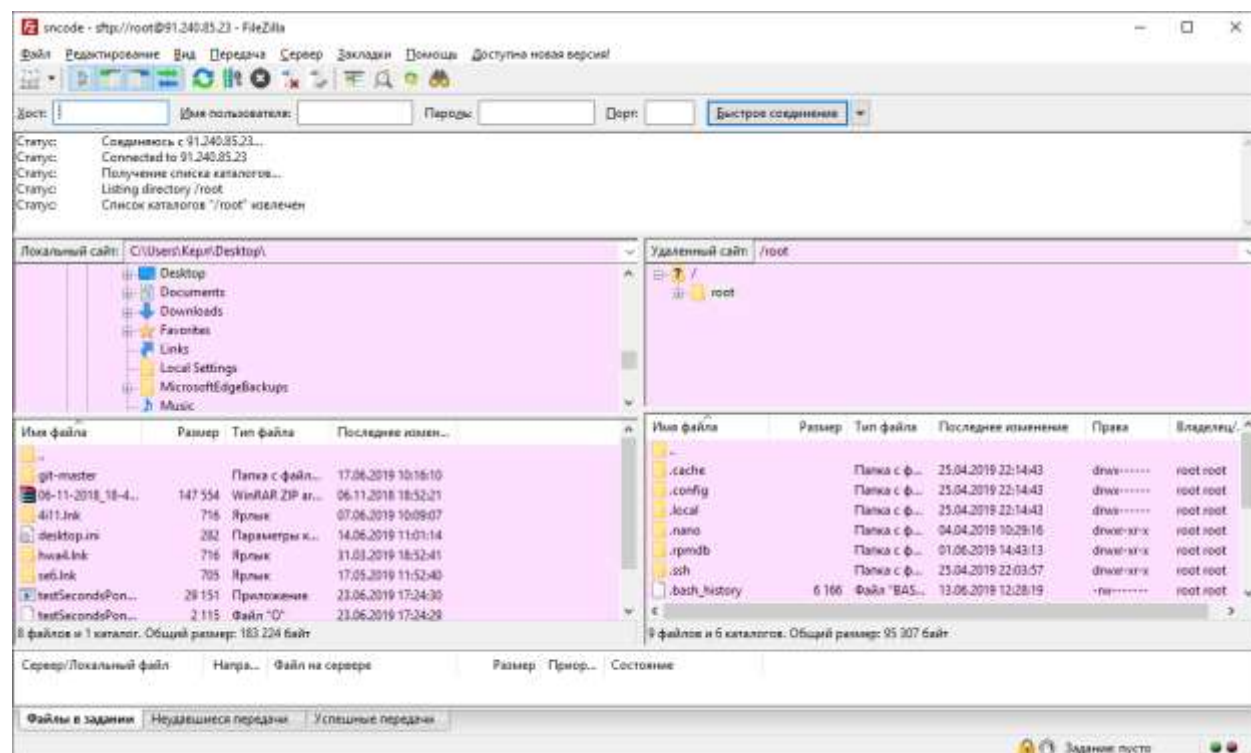 sncode - sftp://root@91.240.85.23 - FileZilla
Файл Редактирование Вид Передача Сервер Закладки Помощь Доступна новая версия!
Хост: Имя пользователя: Пароль: Порт: Быстрое соединение
Статус: Соединяюсь с 91.240.85.23...
Статус: Connected to 91.240.85.23
Статус: Получение списка каталогов...
Статус: Listing directory /root
Статус: Список каталогов "/root" извлечен
Локальный сайт: C:\Users\Керл\Desktop\
Desktop
Documents
Downloads
Favorites
Links
Local Settings
MicrosoftEdgeBackups
Music
Удаленный сайт: /root
/
root
Имя файла Размер Тип файла Последнее измен...
..
git-master Папка с файл... 17.06.2019 10:16:10
06-11-2018_18-4... 147 554 WinRAR ZIP ar... 06.11.2018 18:52:21
4i11.lnk 716 Ярлык 07.06.2019 10:09:07
desktop.ini 282 Параметры к... 14.06.2019 11:01:14
hwa4.lnk 716 Ярлык 31.03.2019 18:52:41
se6.lnk 705 Ярлык 17.05.2019 11:52:40
testSecondsPon... 28 151 Приложение 23.06.2019 17:24:30
testSecondsPon... 2 115 Файл "O" 23.06.2019 17:24:29
8 файлов и 1 каталог. Общий размер: 183 224 байт
Имя файла Размер Тип файла Последнее изменение Права Владелец/...
..
.cache Папка с ф... 25.04.2019 22:14:43 drwx------ root root
.config Папка с ф... 25.04.2019 22:14:43 drwx------ root root
.local Папка с ф... 25.04.2019 22:14:43 drwx------ root root
.nano Папка с ф... 04.04.2019 10:29:16 drwxr-xr-x root root
.rpmdb Папка с ф... 01.06.2019 14:43:13 drwxr-xr-x root root
.ssh Папка с ф... 25.04.2019 22:03:57 drwxr-xr-x root root
.bash_history 6 166 Файл "BAS... 13.06.2019 12:28:19 -rw------- root root
9 файлов и 6 каталогов. Общий размер: 95 307 байт
Сервер/Локальный файл Напра... Файл на сервере Размер Приор... Состояние
Файлы в задании Неудавшиеся передачи Успешные передачи
Задание: пусто